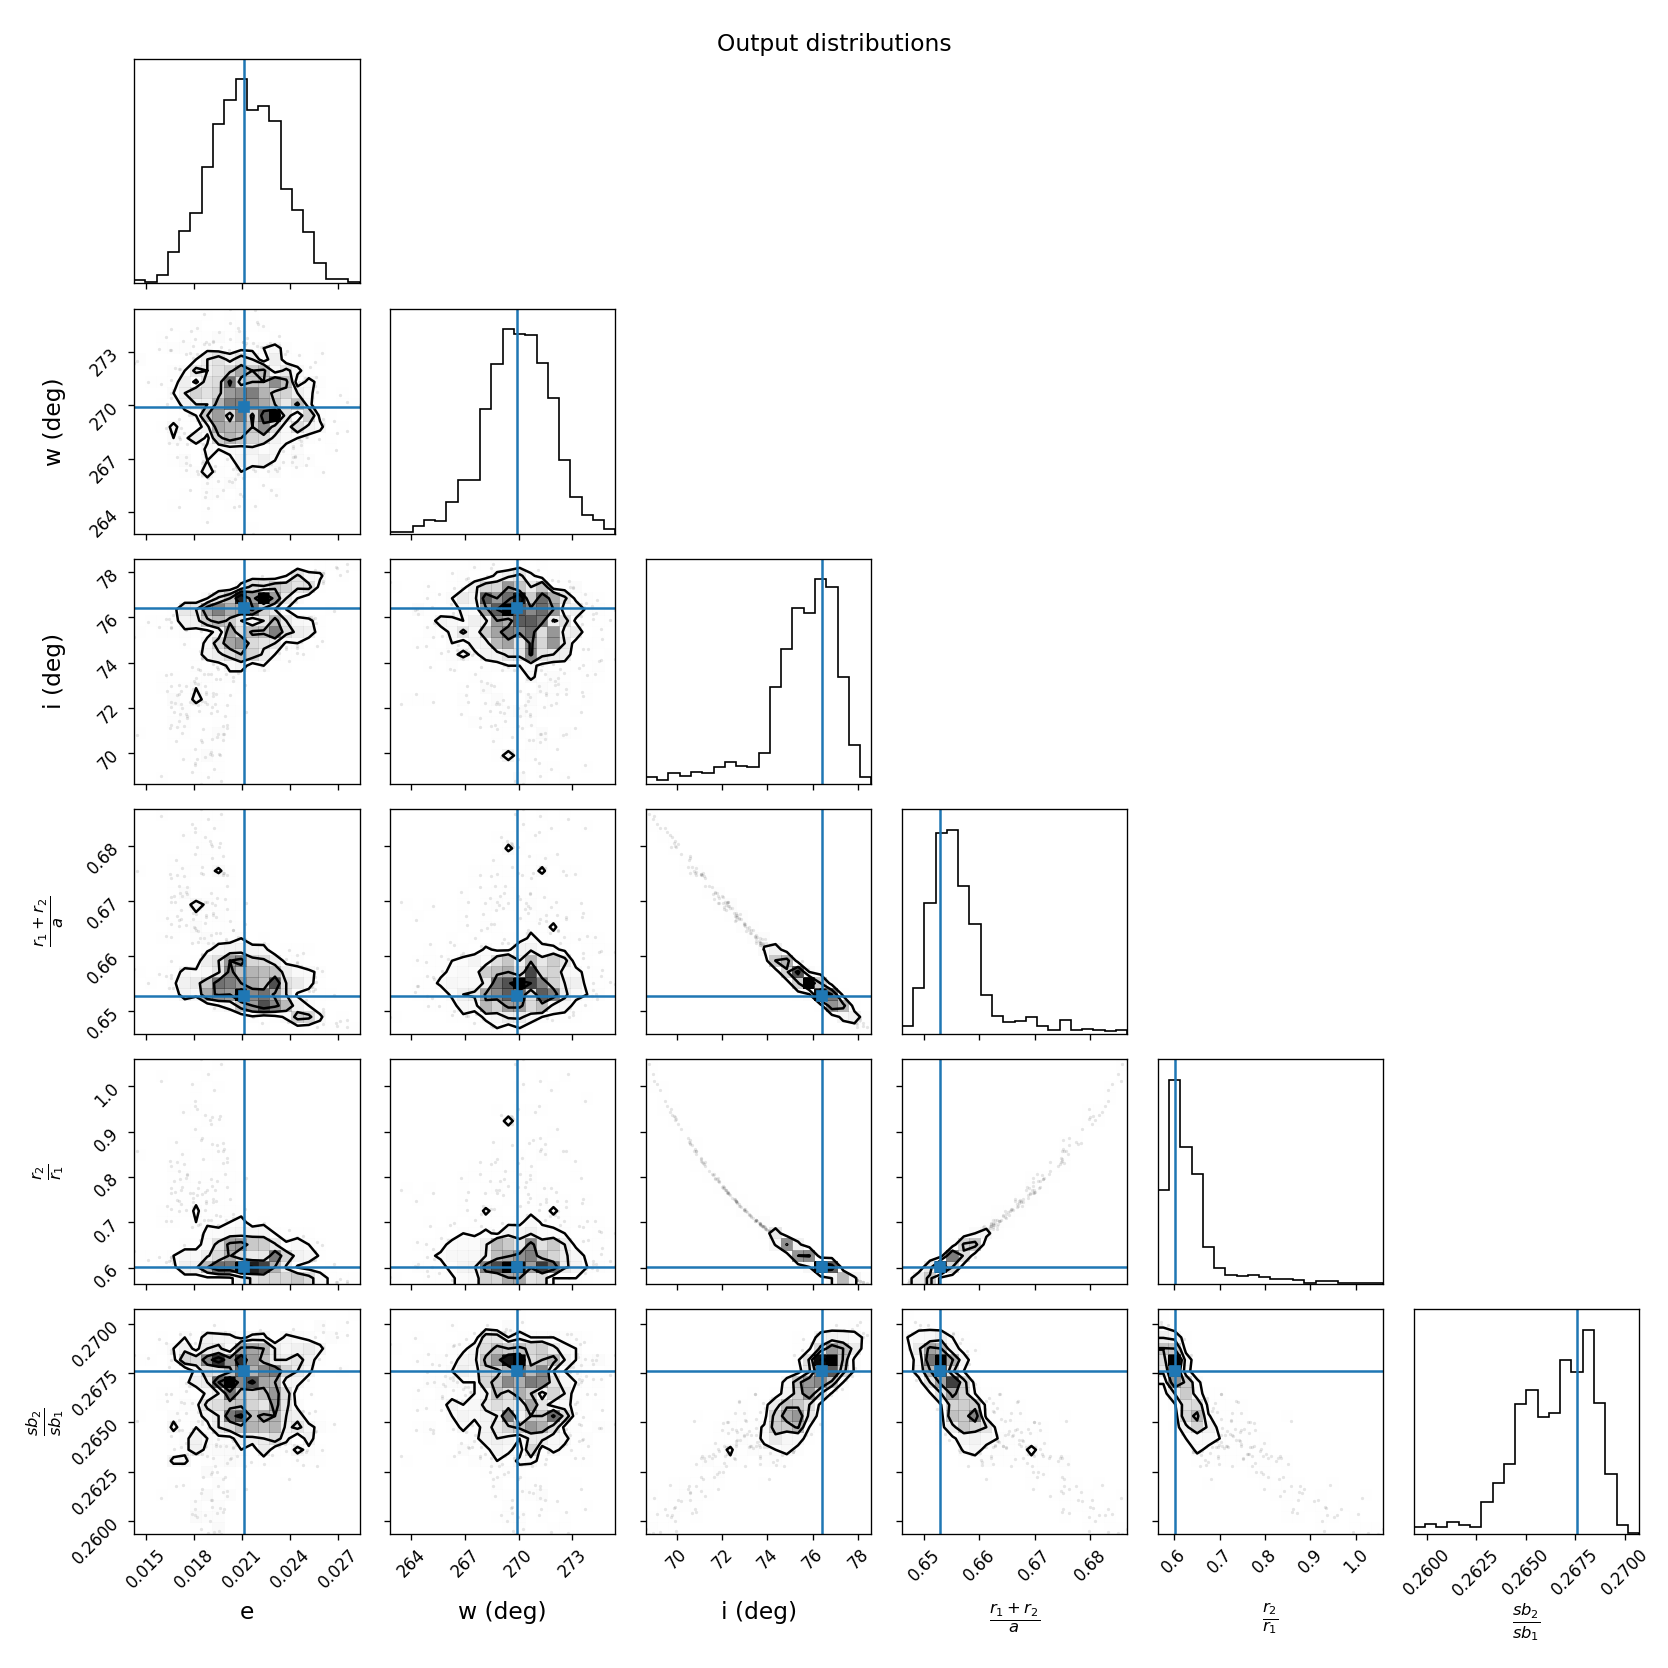 Output distributions
w (deg)
273
270
267
264
i (deg)
78
76
74
72
70
r₁ + r₂
a
0.68
0.67
0.66
0.65
r₂
r₁
1.0
0.9
0.8
0.7
0.6
sb₂
sb₁
0.2700
0.2675
0.2650
0.2625
0.2600
0.015 0.018 0.021 0.024 0.027 264 267 270 273 70 72 74 76 78 0.65 0.66 0.67 0.68 0.6 0.7 0.8 0.9 1.0 0.2600 0.2625 0.2650 0.2675 0.2700
e w (deg) i (deg)
r₁ + r₂
a
r₂
r₁
sb₂
sb₁